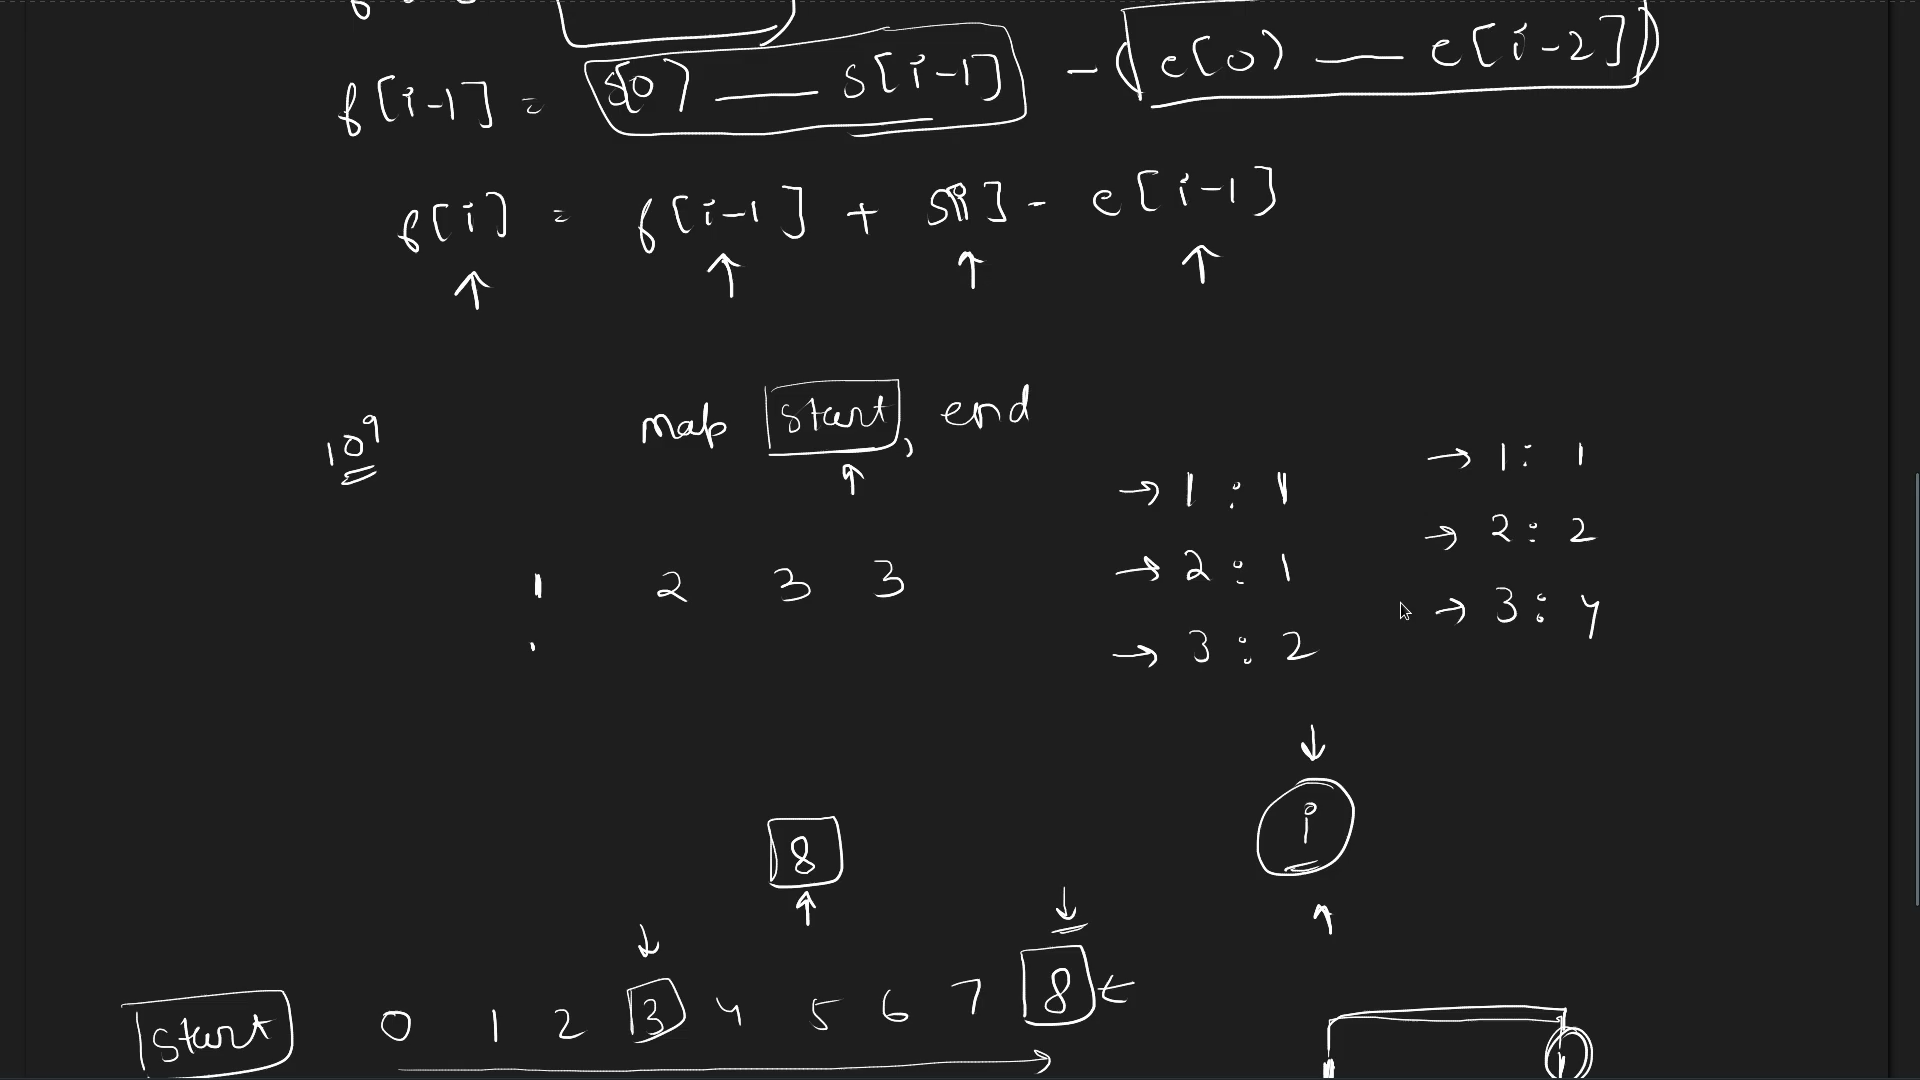 f[i-1] = s[0) — s[i-1] - (e[0) — e[i-2])
f[i] = f[i-1] + s[i] - e[i-1]
10^9
map start, end
→ 1 : 1
→ 2 : 1
→ 3 : 2
→ 1 : 1
→ 2 : 2
→ 3 : 4
1 2 3 3
i
8
start 0 1 2 3 4 5 6 7 8